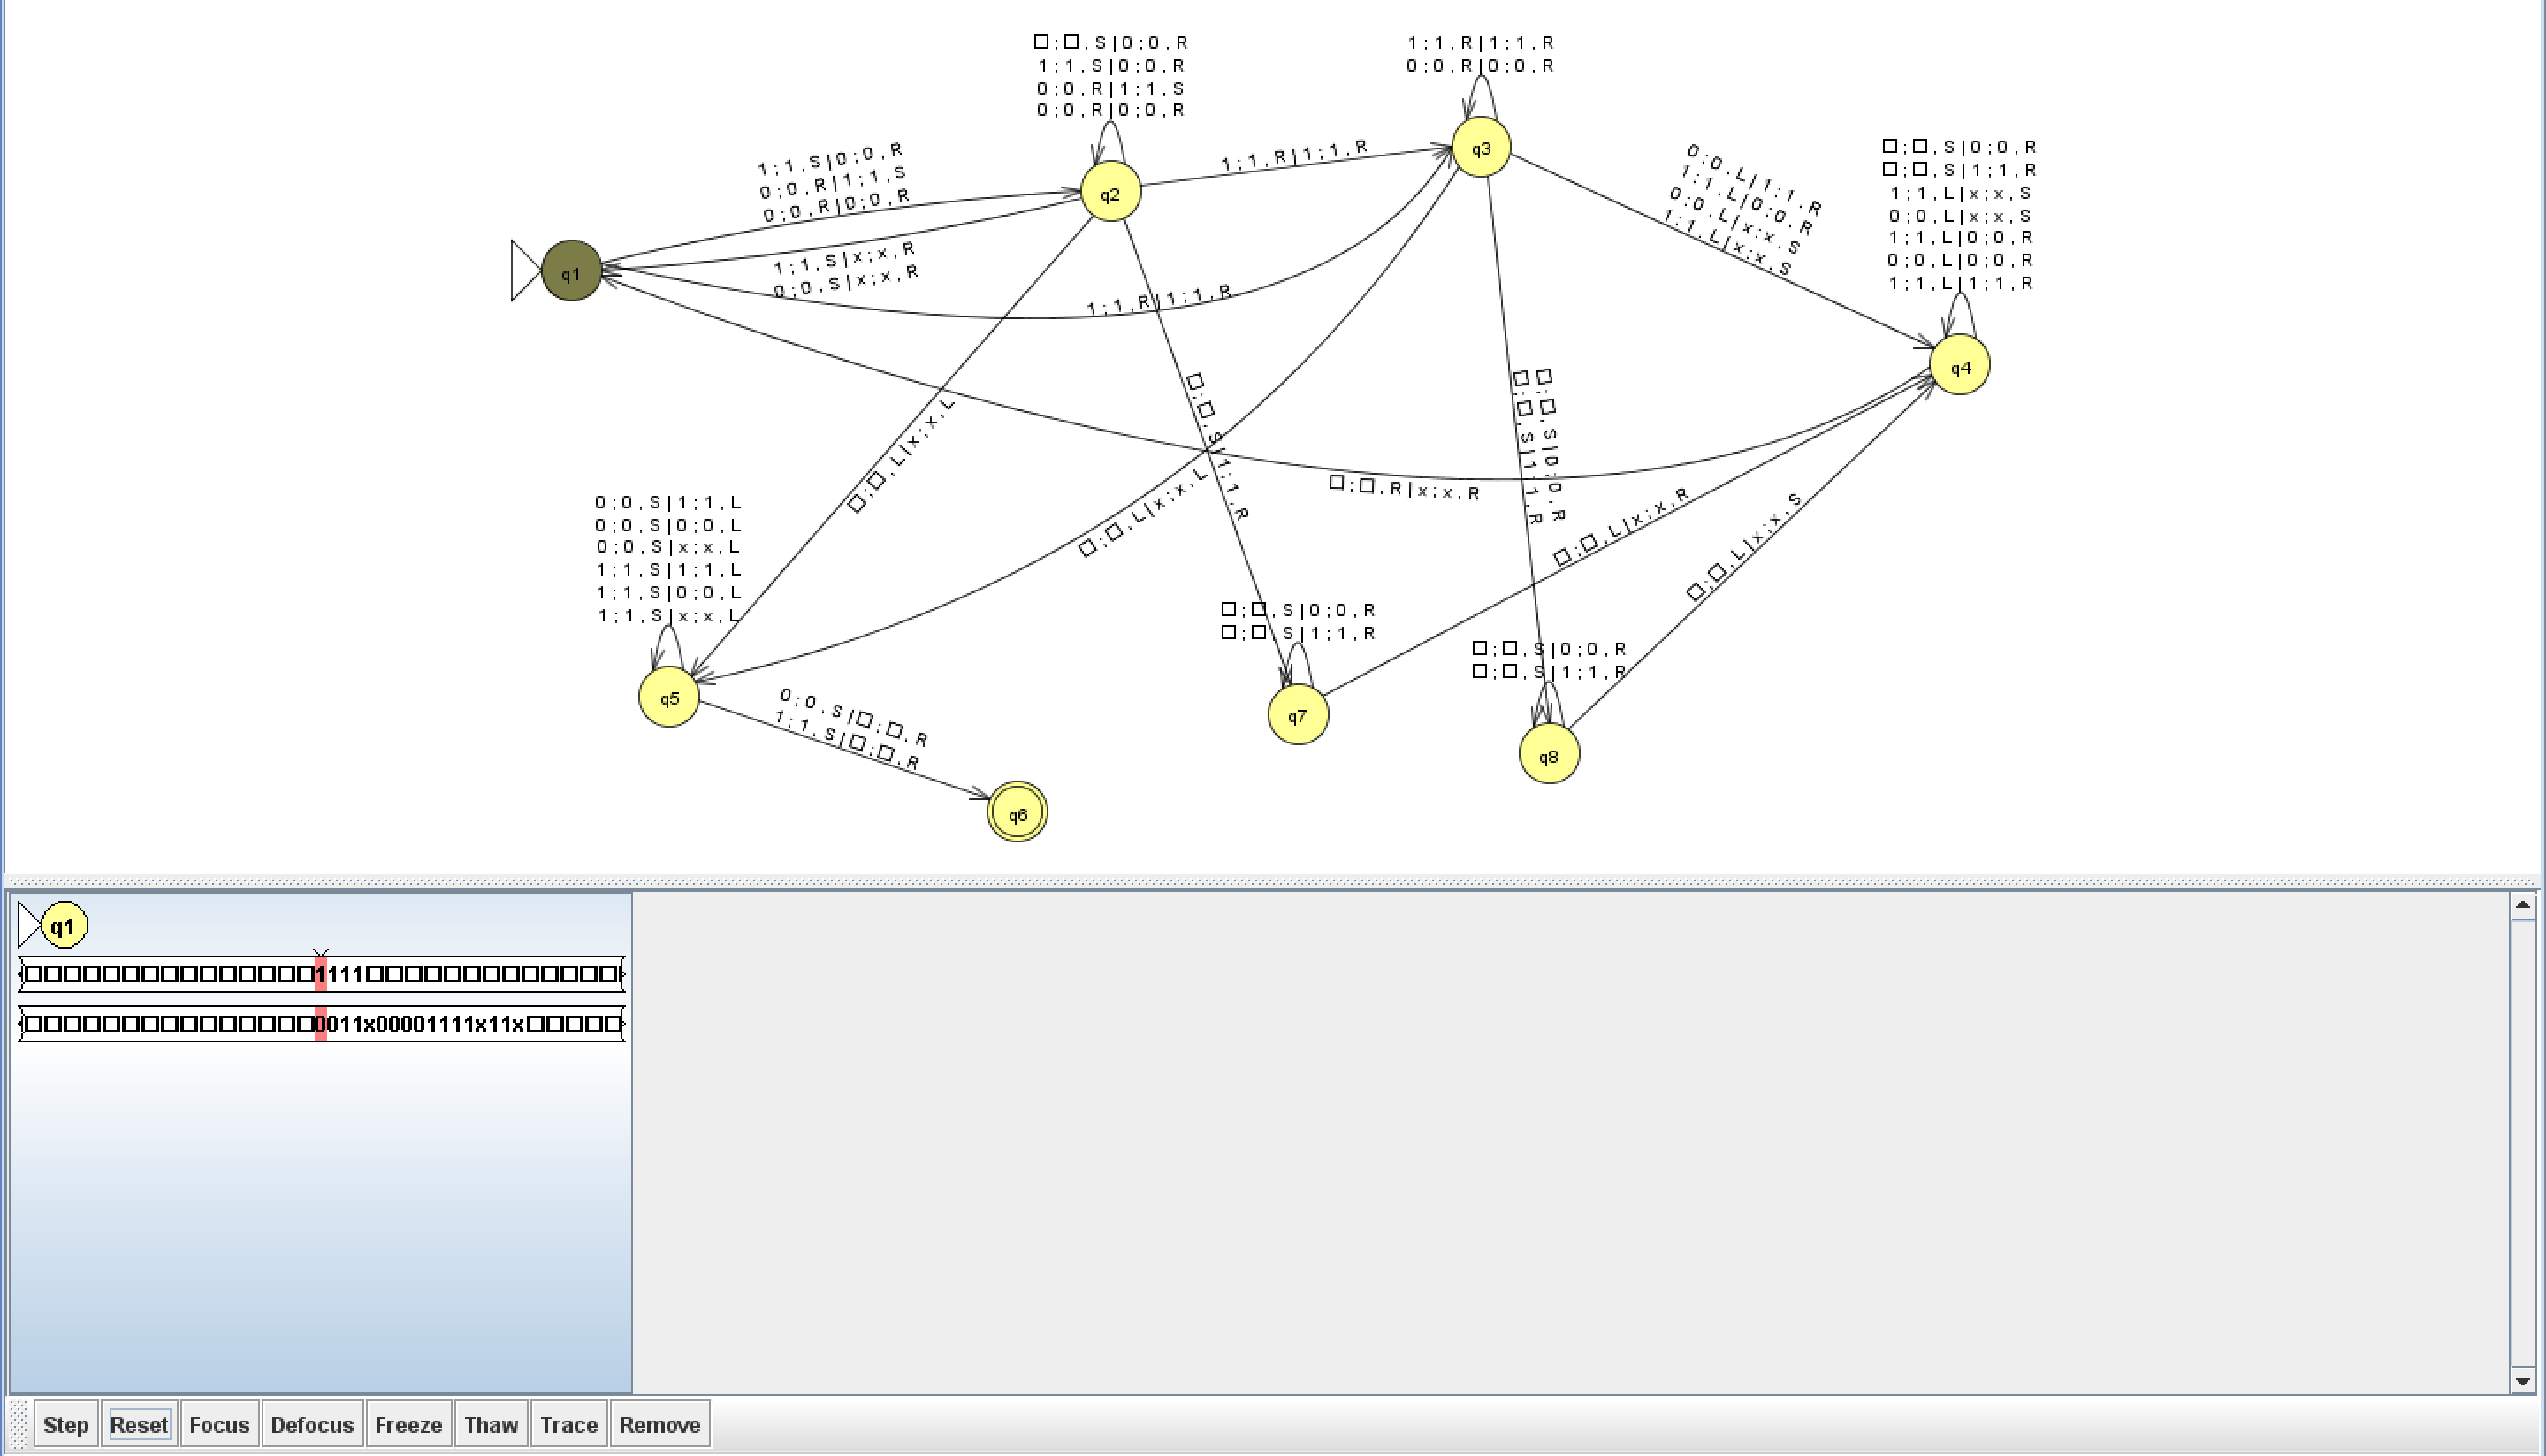 □;□,S|0;0,R
1;1,S|0;0,R
0;0,R|1;1,S
0;0,R|0;0,R
1;1,R|1;1,R
0;0,R|0;0,R
1;1,S|0;0,R
0;0,R|1;1,S
0;0,R|0;0,R
q2
1;1,R|1;1,R
q3
0;0,L|1;1,R
1;1,L|0;0,R
0;0,L|x;x,S
1;1,L|x;x,S
□;□,S|0;0,R
□;□,S|1;1,R
1;1,L|x;x,S
0;0,L|x;x,S
1;1,L|0;0,R
0;0,L|0;0,R
1;1,L|1;1,R
q1
1;1,S|x;x,R
0;0,S|x;x,R
1;1,R|1;1,R
q4
□;□,L|x;x,L
□;□,S|1;1,R
□;□,S|0;0,R
□;□,S|1;1,R
□;□,L|x;x,L
□;□,R|x;x,R
□;□,L|x;x,R
□;□,L|x;x,S
0;0,S|1;1,L
0;0,S|0;0,L
0;0,S|x;x,L
1;1,S|1;1,L
1;1,S|0;0,L
1;1,S|x;x,L
□;□,S|0;0,R
□;□ S|1;1,R
□;□,S|0;0,R
□;□,S|1;1,R
q5
0;0,S|□;□,R
1;1,S|□;□,R
q7
q8
q6
q1
□□□□□□□□□□□□□□□1111□□□□□□□□□□□□□
□□□□□□□□□□□□□□□0011x00001111x11x□□□□□
Step Reset Focus Defocus Freeze Thaw Trace Remove